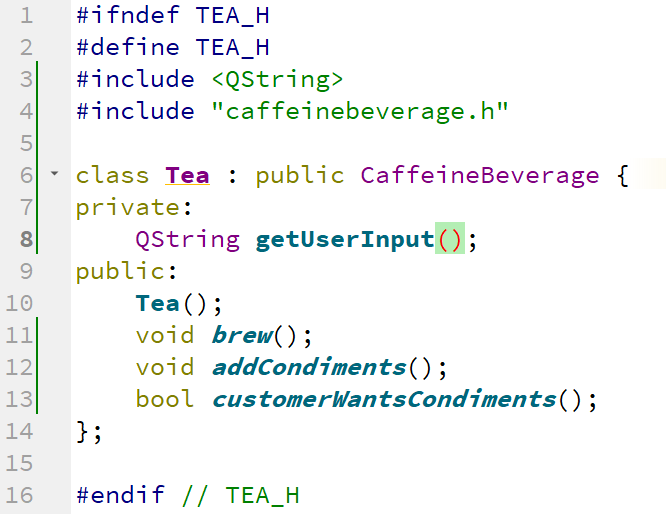 1 #ifndef TEA_H
2 #define TEA_H
3 #include <QString>
4 #include "caffeinebeverage.h"
5
6 class Tea : public CaffeineBeverage {
7 private:
8     QString getUserInput();
9 public:
10     Tea();
11     void brew();
12     void addCondiments();
13     bool customerWantsCondiments();
14 };
15
16 #endif // TEA_H